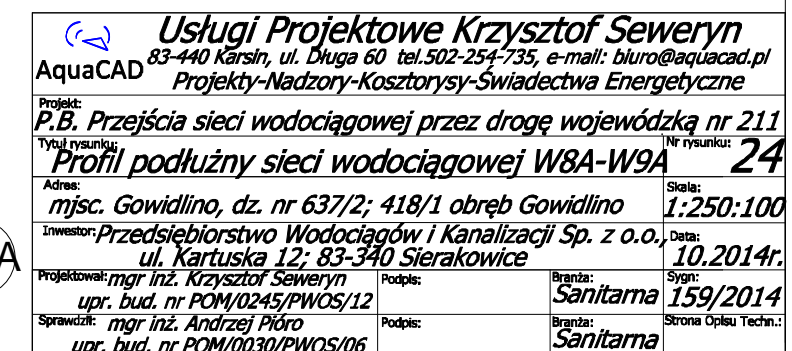 Usługi Projektowe Krzysztof Seweryn
AquaCAD
83-440 Karsin, ul. Długa 60 tel.502-254-735, e-mail: biuro@aquacad.pl
Projekty-Nadzory-Kosztorysy-Świadectwa Energetyczne
Projekt:
P.B. Przejścia sieci wodociągowej przez drogę wojewódzką nr 211
Tytuł rysunku:
Profil podłużny sieci wodociągowej W8A-W9A
Nr rysunku:
24
Adres:
mjsc. Gowidlino, dz. nr 637/2; 418/1 obręb Gowidlino
Skala:
1:250:100
Inwestor: Przedsiębiorstwo Wodociągów i Kanalizacji Sp. z o.o.,
ul. Kartuska 12; 83-340 Sierakowice
Data:
10.2014r.
A
Projektował: mgr inż. Krzysztof Seweryn
upr. bud. nr POM/0245/PWOS/12
Podpis:
Branża:
Sanitarna
Sygn:
159/2014
Sprawdził: mgr inż. Andrzej Pióro
upr. bud. nr POM/0030/PWOS/06
Podpis:
Branża:
Sanitarna
Strona Opisu Techn.: